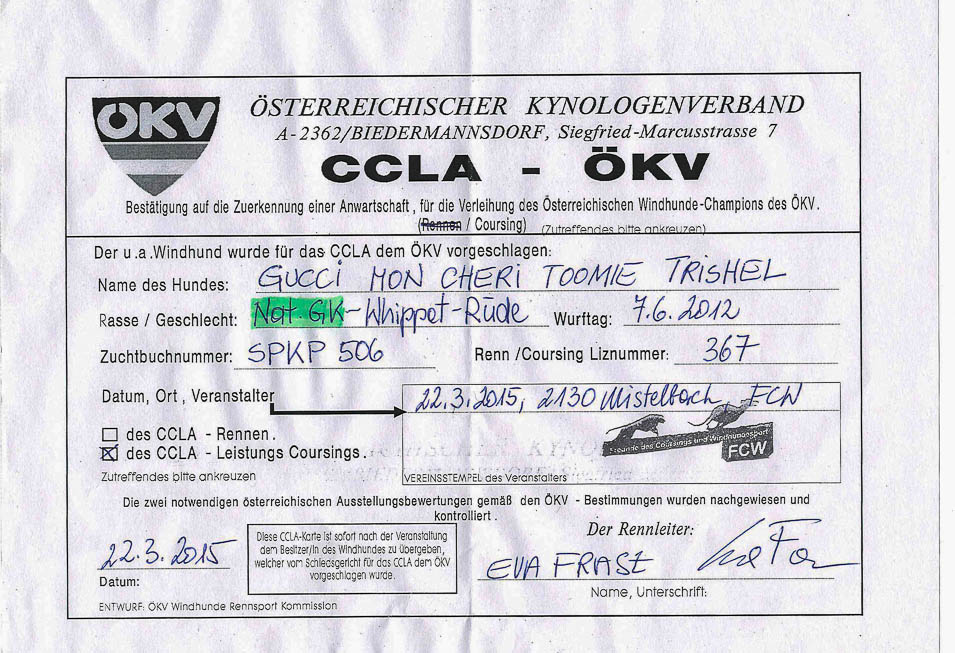 ÖKV
ÖSTERREICHISCHER KYNOLOGENVERBAND
A-2362/BIEDERMANNSDORF, Siegfried-Marcusstrasse 7
CCLA - ÖKV
Bestätigung auf die Zuerkennung einer Anwartschaft, für die Verleihung des Österreichischen Windhunde-Champions des ÖKV.
(Rennen / Coursing) (Zutreffendes bitte ankreuzen)
Der u.a.Windhund wurde für das CCLA dem ÖKV vorgeschlagen:
Name des Hundes: GUCCI MON CHERI TOOMIE TRISHEL
Rasse / Geschlecht: Nat. GK-Whippet-Rüde Wurftag: 7.6.2012
Zuchtbuchnummer: SPKP 506 Renn /Coursing Liznummer: 367
Datum, Ort, Veranstalter 22.3.2015, 2130 Mistelbach, FCW
Freunde des Coursings und Windhundesport
FCW
des CCLA - Rennen.
des CCLA - Leistungs Coursings.
Zutreffendes bitte ankreuzen VEREINSSTEMPEL des Veranstalters
Die zwei notwendigen österreichischen Ausstellungsbewertungen gemäß den ÖKV - Bestimmungen wurden nachgewiesen und
kontrolliert.
22.3.2015
Datum:
Diese CCLA-Karte ist sofort nach der Veranstaltung
dem Besitzer/in des Windhundes zu übergeben,
welcher vom Schiedsgericht für das CCLA dem ÖKV
vorgeschlagen wurde.
Der Rennleiter:
EVA FRAST
Name, Unterschrift:
ENTWURF: ÖKV Windhunde Rennsport Kommission